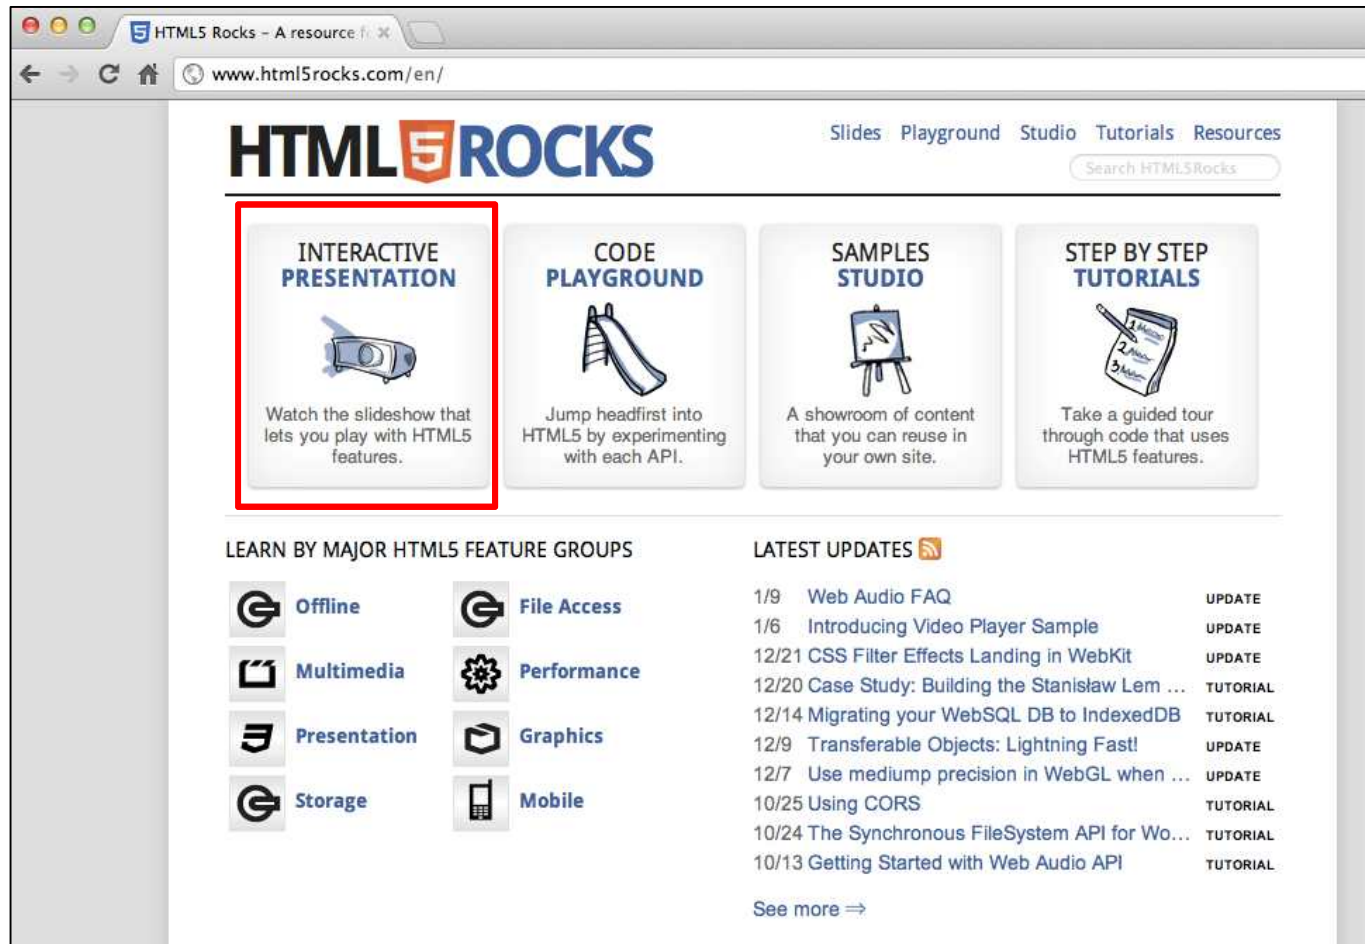 HTML5 Rocks - A resource f
www.html5rocks.com/en/
HTML5ROCKS
Slides Playground Studio Tutorials Resources
Search HTML5Rocks
INTERACTIVE
PRESENTATION
Watch the slideshow that
lets you play with HTML5
features.
CODE
PLAYGROUND
Jump headfirst into
HTML5 by experimenting
with each API.
SAMPLES
STUDIO
A showroom of content
that you can reuse in
your own site.
STEP BY STEP
TUTORIALS
1.
2.
3.
Take a guided tour
through code that uses
HTML5 features.
LEARN BY MAJOR HTML5 FEATURE GROUPS
Offline
File Access
Multimedia
Performance
Presentation
Graphics
Storage
Mobile
LATEST UPDATES
1/9 Web Audio FAQ UPDATE
1/6 Introducing Video Player Sample UPDATE
12/21 CSS Filter Effects Landing in WebKit UPDATE
12/20 Case Study: Building the Stanisław Lem ... TUTORIAL
12/14 Migrating your WebSQL DB to IndexedDB TUTORIAL
12/9 Transferable Objects: Lightning Fast! UPDATE
12/7 Use mediump precision in WebGL when ... UPDATE
10/25 Using CORS TUTORIAL
10/24 The Synchronous FileSystem API for Wo... TUTORIAL
10/13 Getting Started with Web Audio API TUTORIAL
See more ⇒